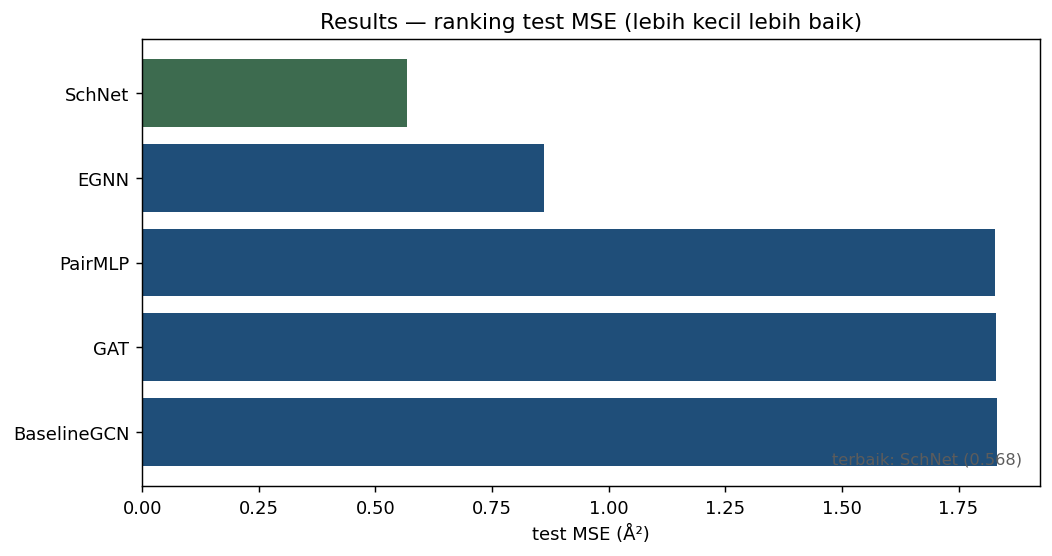 Results — ranking test MSE (lebih kecil lebih baik)
SchNet
EGNN
PairMLP
GAT
BaselineGCN
terbaik: SchNet (0.568)
0.00 0.25 0.50 0.75 1.00 1.25 1.50 1.75
test MSE (Å²)